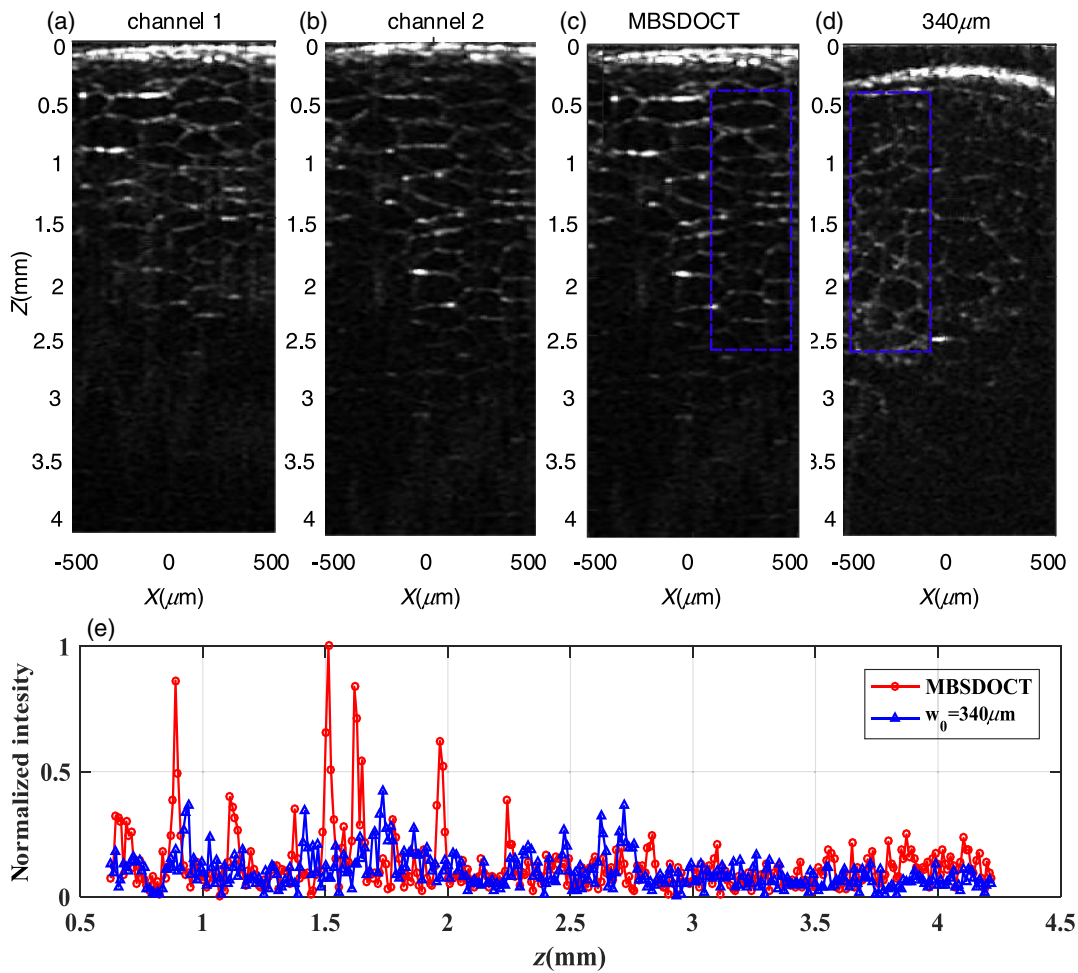 (a) channel 1
(b) channel 2
(c) MBSDOCT
(d) 340μm
0
0.5
1
1.5
2
2.5
3
3.5
4
Z(mm)
-500 0 500
X(μm)
0
0.5
1
1.5
2
2.5
3
3.5
4
-500 0 500
X(μm)
0
0.5
1
1.5
2
2.5
3
3.5
4
-500 0 500
X(μm)
0
0.5
1
1.5
2
2.5
3
3.5
4
-500 0 500
X(μm)
(e)
Normalized intesity
1
0.5
0
MBSDOCT
w_0=340μm
0.5 1 1.5 2 2.5 3 3.5 4 4.5
z(mm)